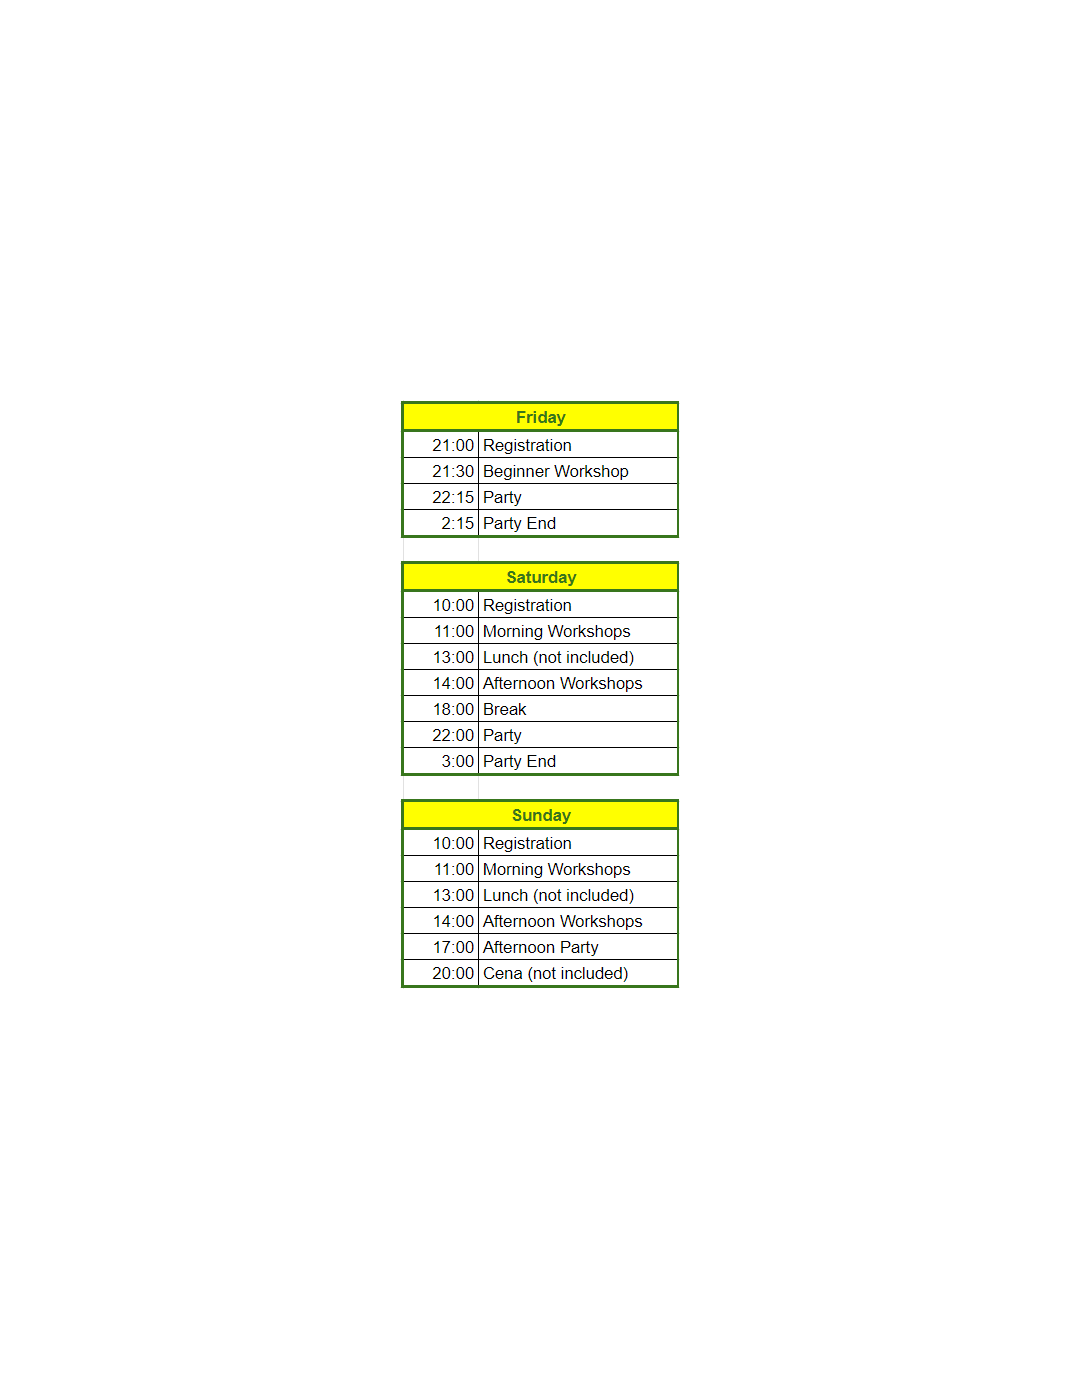 Friday
21:00 Registration
21:30 Beginner Workshop
22:15 Party
2:15 Party End
Saturday
10:00 Registration
11:00 Morning Workshops
13:00 Lunch (not included)
14:00 Afternoon Workshops
18:00 Break
22:00 Party
3:00 Party End
Sunday
10:00 Registration
11:00 Morning Workshops
13:00 Lunch (not included)
14:00 Afternoon Workshops
17:00 Afternoon Party
20:00 Cena (not included)